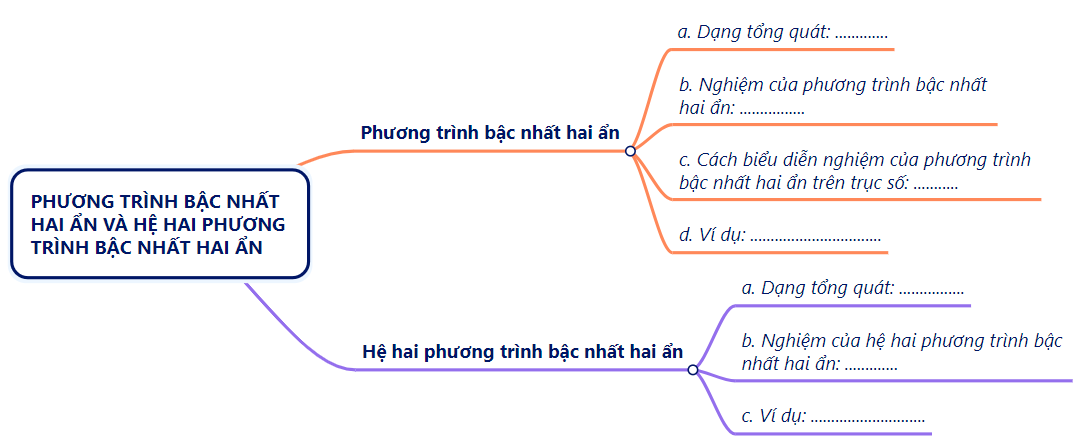 PHƯƠNG TRÌNH BẬC NHẤT
HAI ẨN VÀ HỆ HAI PHƯƠNG
TRÌNH BẬC NHẤT HAI ẨN
Phương trình bậc nhất hai ẩn
a. Dạng tổng quát: .............
b. Nghiệm của phương trình bậc nhất
hai ẩn: ................
c. Cách biểu diễn nghiệm của phương trình
bậc nhất hai ẩn trên trục số: ...........
d. Ví dụ: ................................
Hệ hai phương trình bậc nhất hai ẩn
a. Dạng tổng quát: ................
b. Nghiệm của hệ hai phương trình bậc
nhất hai ẩn: .............
c. Ví dụ: ............................